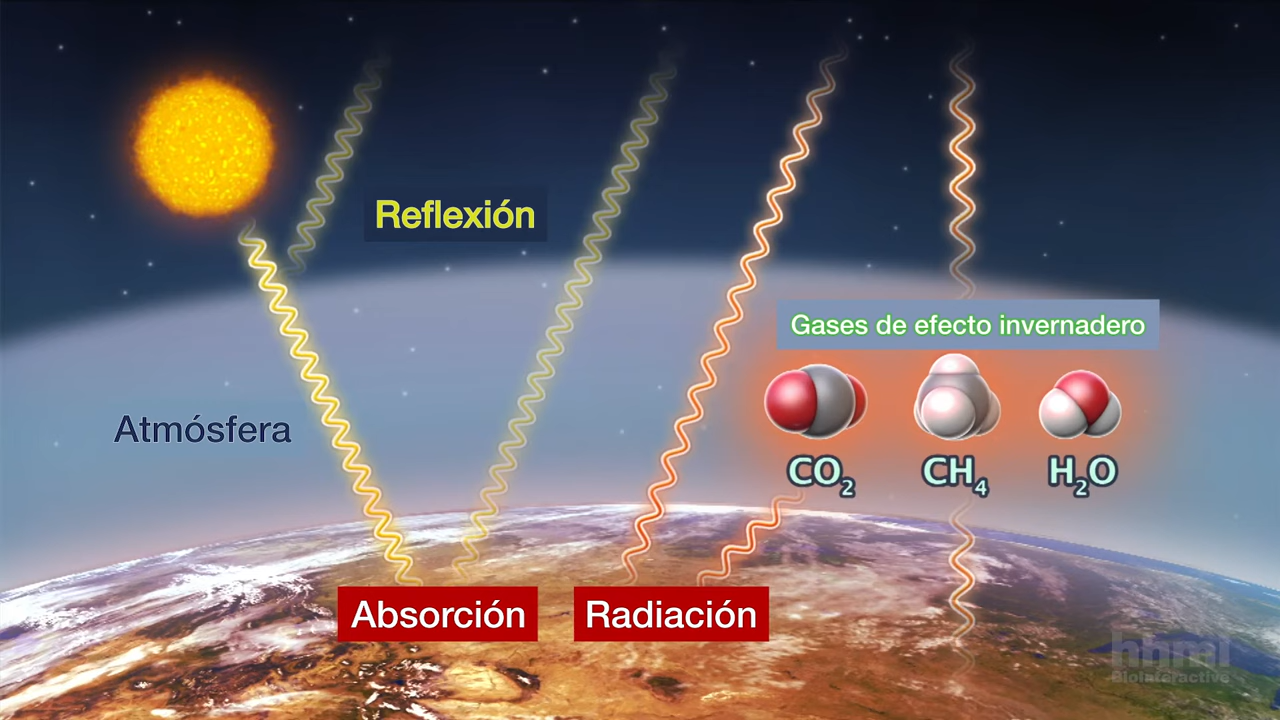 Reflexión
Gases de efecto invernadero
Atmósfera
CO₂
CH₄
H₂O
Absorción
Radiación
hhmi
BioInteractive